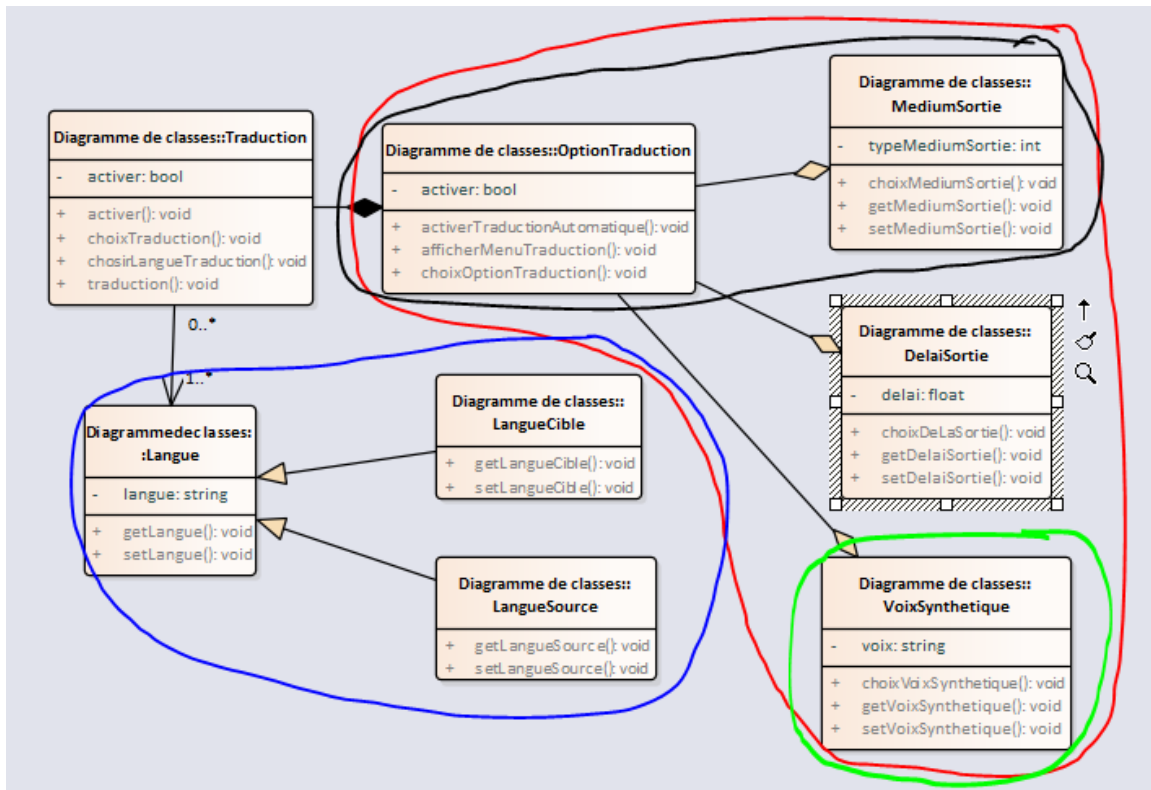 Diagramme de classes::Traduction
- activer: bool
+ activer(): void
+ choixTraduction(): void
+ chosirLangueTraduction(): void
+ traduction(): void
0..*
1..*
Diagramme de classes::OptionTraduction
- activer: bool
+ activerTraductionAutomatique(): void
+ afficherMenuTraduction(): void
+ choixOptionTraduction(): void
Diagramme de classes::
MediumSortie
- typeMediumSortie: int
+ choixMediumSortie(): void
+ getMediumSortie(): void
+ setMediumSortie(): void
Diagramme de classes::
DelaiSortie
- delai: float
+ choixDeLaSortie(): void
+ getDelaiSortie(): void
+ setDelaiSortie(): void
Diagrammedeclasses:
:Langue
- langue: string
+ getLangue(): void
+ setLangue(): void
Diagramme de classes::
LangueCible
+ getLangueCible(): void
+ setLangueCible(): void
Diagramme de classes::
LangueSource
+ getLangueSource(): void
+ setLangueSource(): void
Diagramme de classes::
VoixSynthetique
- voix: string
+ choixVoixSynthetique(): void
+ getVoixSynthetique(): void
+ setVoixSynthetique(): void